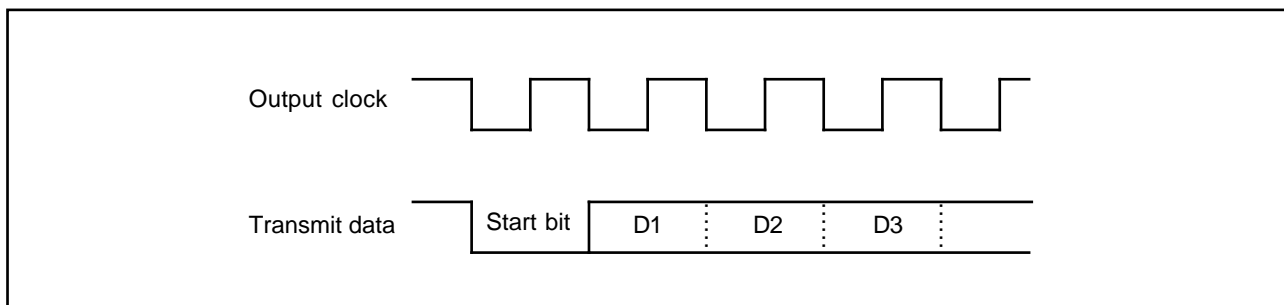 Output clock
Transmit data
Start bit
D1
D2
D3